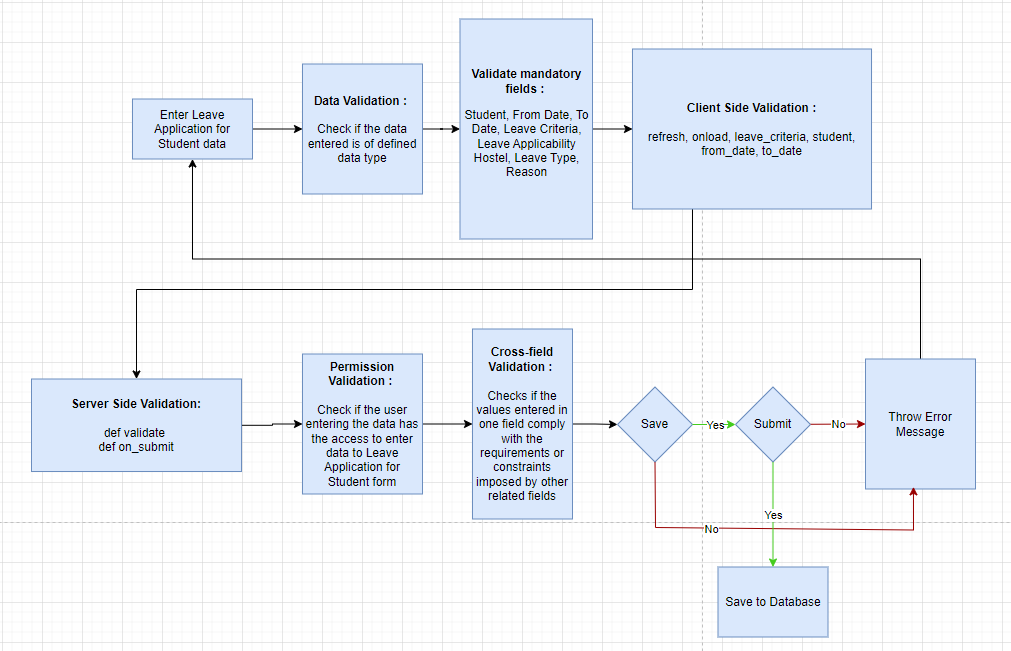 Enter Leave
Application for
Student data
Data Validation :
Check if the data
entered is of defined
data type
Validate mandatory
fields :
Student, From Date, To
Date, Leave Criteria,
Leave Applicability
Hostel, Leave Type,
Reason
Client Side Validation :
refresh, onload, leave_criteria, student,
from_date, to_date
Server Side Validation:
def validate
def on_submit
Permission
Validation :
Check if the user
entering the data has
the access to enter
data to Leave
Application for
Student form
Cross-field
Validation :
Checks if the
values entered in
one field comply
with the
requirements or
constraints
imposed by other
related fields
Save
Yes
Submit
No
Throw Error
Message
Yes
No
Save to Database